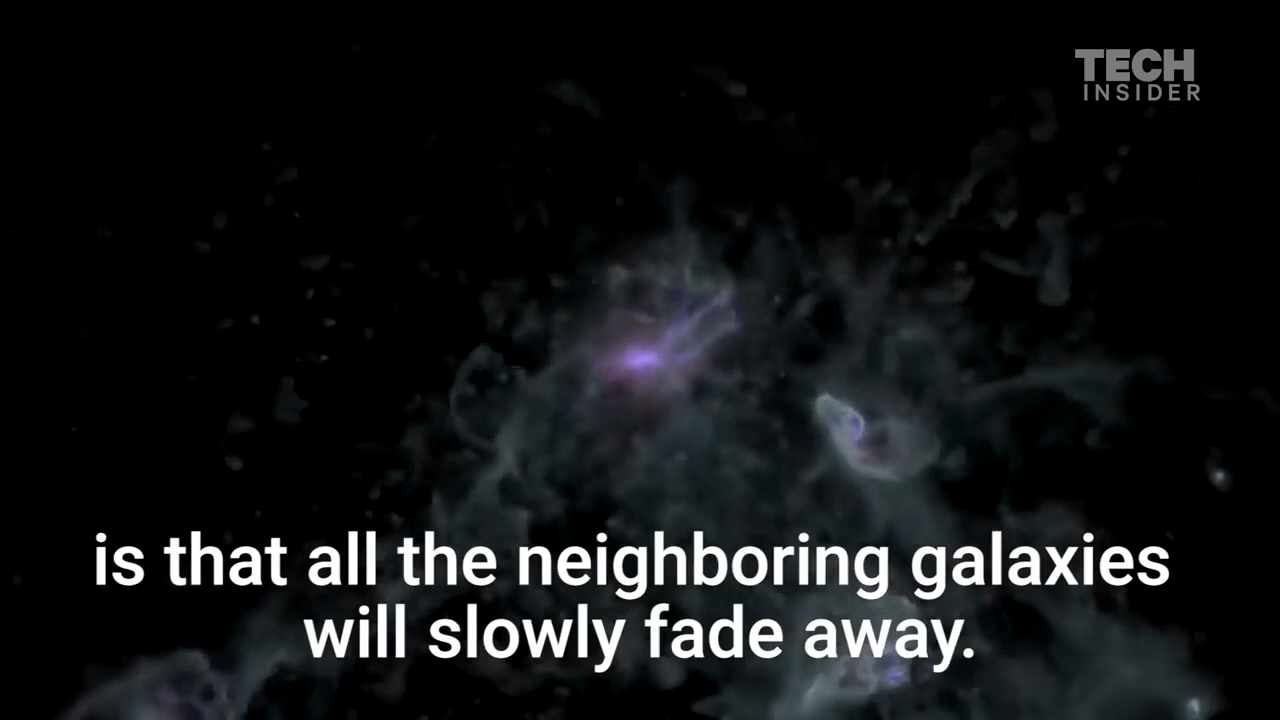 TECH
INSIDER
is that all the neighboring galaxies
will slowly fade away.